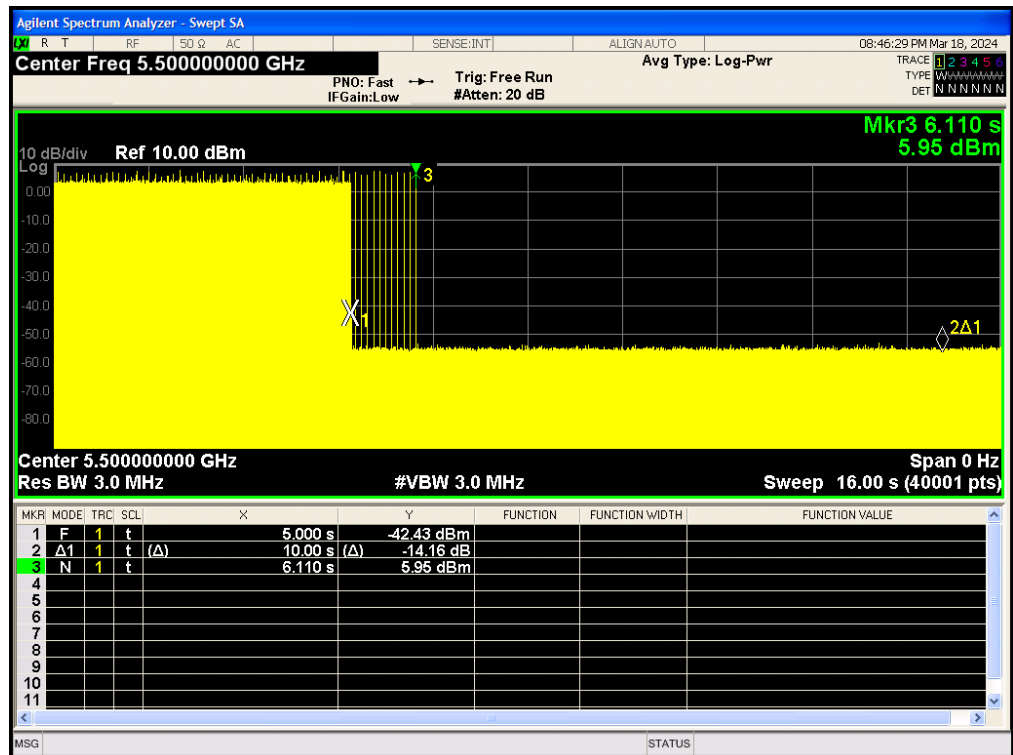 Agilent Spectrum Analyzer - Swept SA
LXI R T RF 50 Ω AC SENSE:INT ALIGN AUTO 08:46:29 PM Mar 18, 2024
Center Freq 5.500000000 GHz Avg Type: Log-Pwr TRACE 1 2 3 4 5 6
PNO: Fast Trig: Free Run TYPE WWWWWW
IFGain:Low #Atten: 20 dB DET N N N N N N
Mkr3 6.110 s
10 dB/div Ref 10.00 dBm 5.95 dBm
Log
3
0.00
-10.0
-20.0
-30.0
-40.0
1
-50.0
2Δ1
-60.0
-70.0
-80.0
Center 5.500000000 GHz Span 0 Hz
Res BW 3.0 MHz #VBW 3.0 MHz Sweep 16.00 s (40001 pts)
MKR MODE TRC SCL X Y FUNCTION FUNCTION WIDTH FUNCTION VALUE
1 F 1 t 5.000 s -42.43 dBm
2 Δ1 1 t (Δ) 10.00 s (Δ) -14.16 dB
3 N 1 t 6.110 s 5.95 dBm
4
5
6
7
8
9
10
11
MSG STATUS